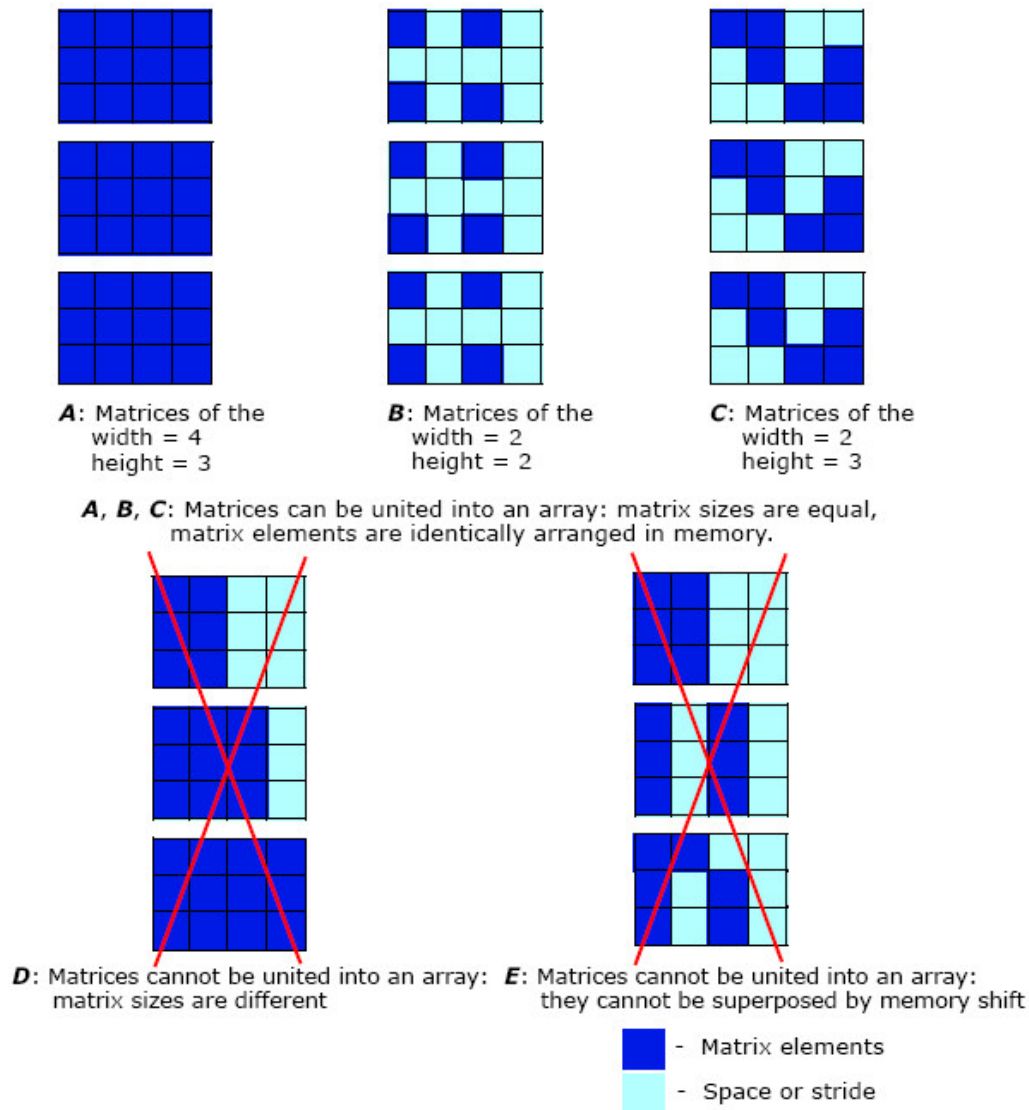 A: Matrices of the
width = 4
height = 3
B: Matrices of the
width = 2
height = 2
C: Matrices of the
width = 2
height = 3
A, B, C: Matrices can be united into an array: matrix sizes are equal,
matrix elements are identically arranged in memory.
D: Matrices cannot be united into an array:
matrix sizes are different
E: Matrices cannot be united into an array:
they cannot be superposed by memory shift
- Matrix elements
- Space or stride